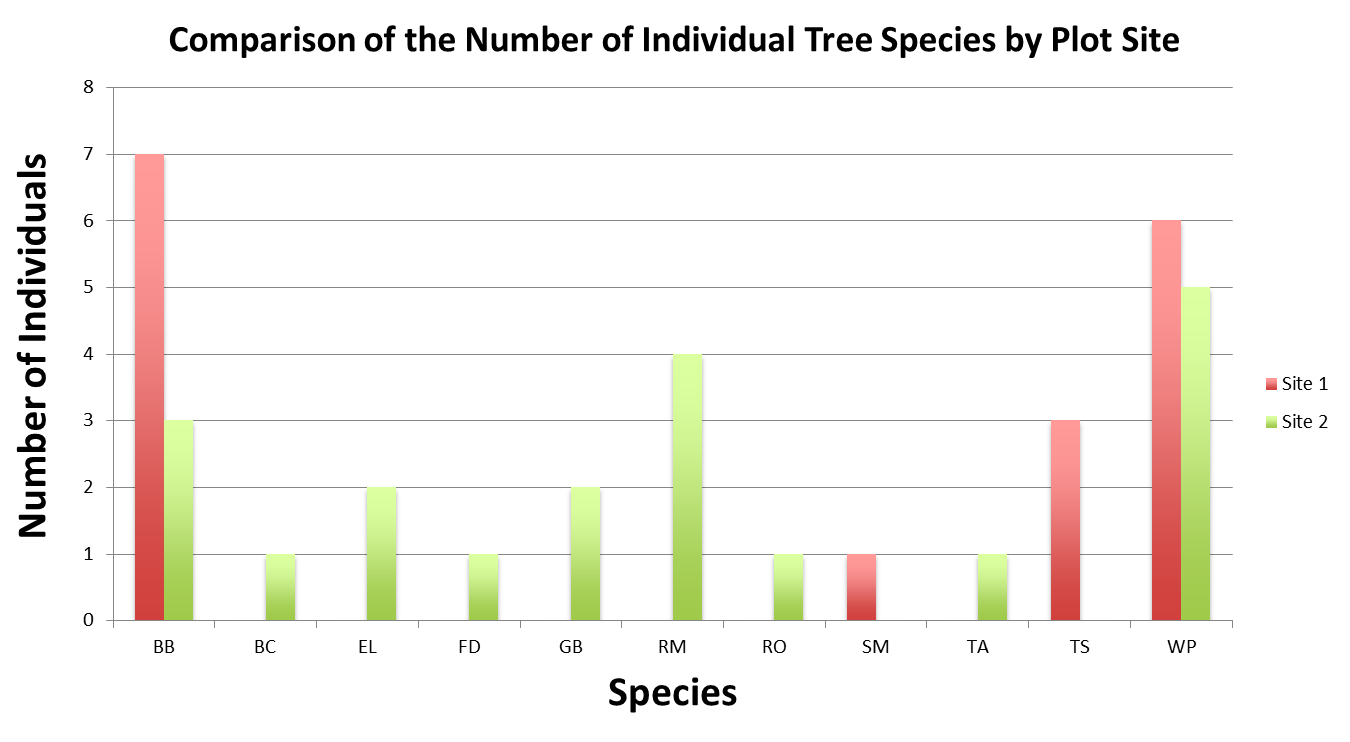 Comparison of the Number of Individual Tree Species by Plot Site
Number of Individuals
8
7
6
5
4
3
2
1
0
BB BC EL FD GB RM RO SM TA TS WP
Species
Site 1
Site 2